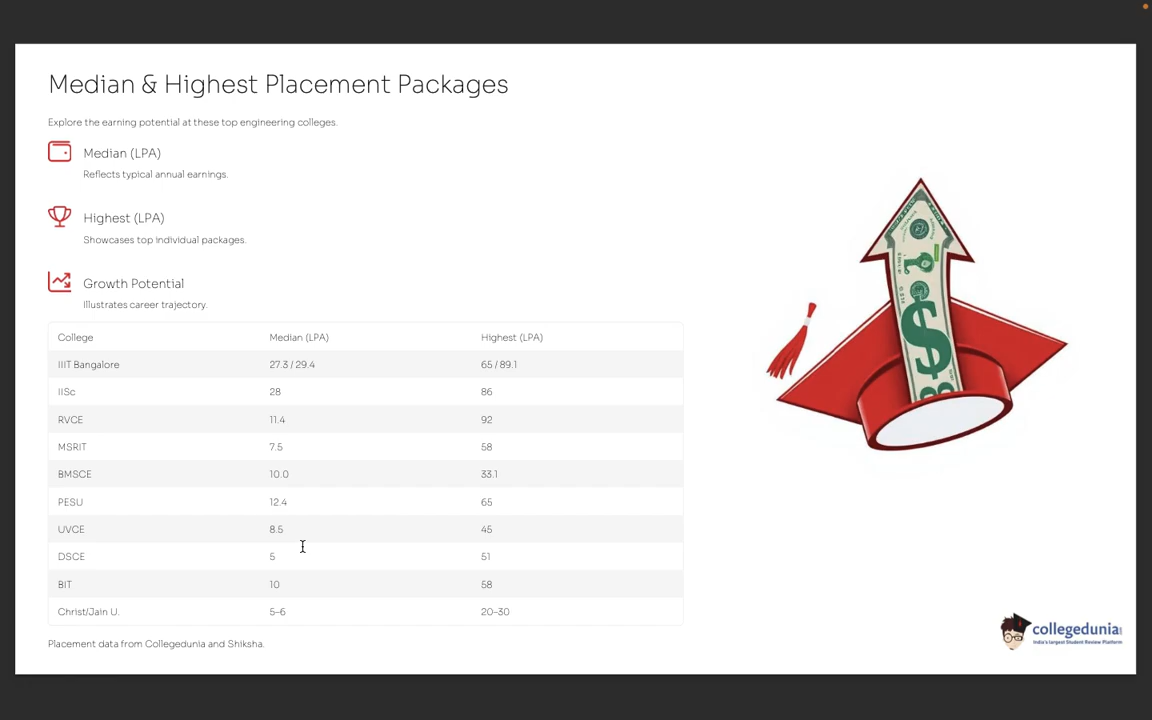 Median & Highest Placement Packages
Explore the earning potential at these top engineering colleges.
Median (LPA)
Reflects typical annual earnings.
Highest (LPA)
Showcases top individual packages.
Growth Potential
Illustrates career trajectory.
College Median (LPA) Highest (LPA)
IIIT Bangalore 27.3 / 29.4 65 / 89.1
IISc 28 86
RVCE 11.4 92
MSRIT 7.5 58
BMSCE 10.0 33.1
PESU 12.4 65
UVCE 8.5 45
DSCE 5 51
BIT 10 58
Christ/Jain U. 5–6 20–30
Placement data from Collegedunia and Shiksha.
collegedunia
India's largest Student Review Platform